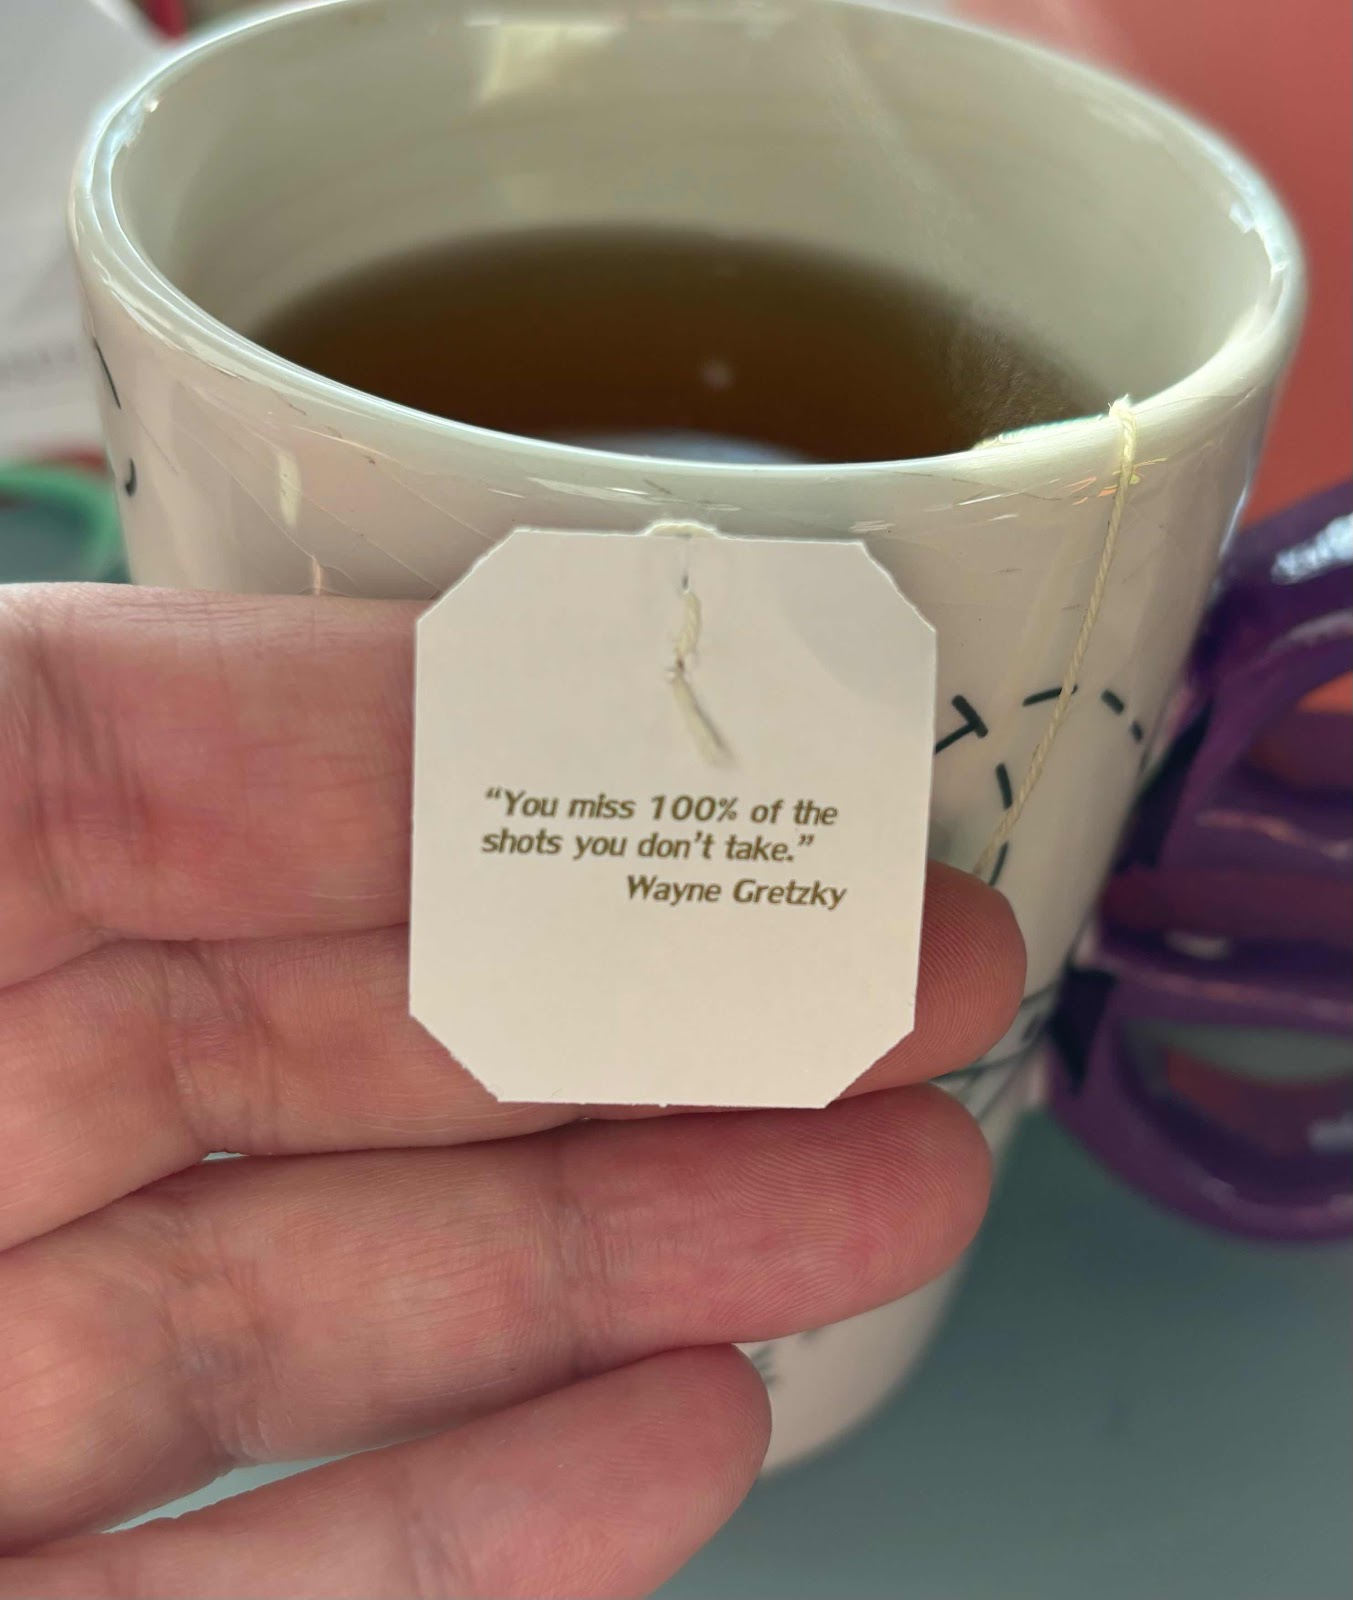 “You miss 100% of the
shots you don’t take.”
Wayne Gretzky